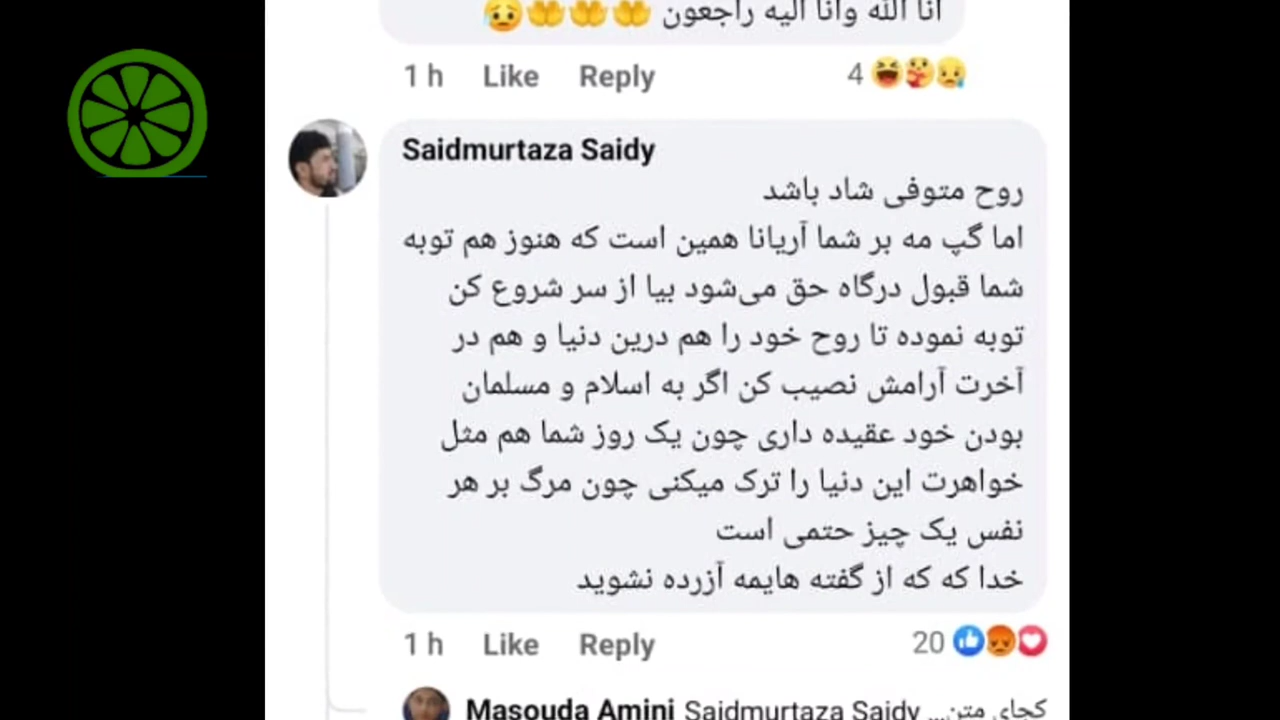 انا الله وانا الیه راجعون 🤲🤲🤲😥
1 h Like Reply 4
Saidmurtaza Saidy
روح متوفی شاد باشد
اما گپ مه بر شما آریانا همین است که هنوز هم توبه
شما قبول درگاه حق می‌شود بیا از سر شروع کن
توبه نموده تا روح خود را هم درین دنیا و هم در
آخرت آرامش نصیب کن اگر به اسلام و مسلمان
بودن خود عقیده داری چون یک روز شما هم مثل
خواهرت این دنیا را ترک میکنی چون مرگ بر هر
نفس یک چیز حتمی است
خدا که که از گفته هایمه آزرده نشوید
1 h Like Reply 20
Masouda Amini Saidmurtaza Saidy ...کجای متن